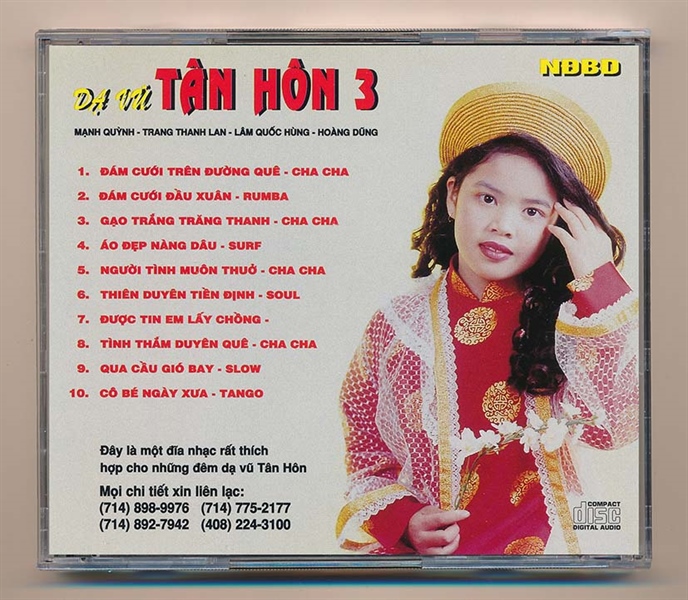 NĐBD
DẠ VŨ TÂN HÔN 3
MẠNH QUỲNH - TRANG THANH LAN - LÂM QUỐC HÙNG - HOÀNG DŨNG
1. ĐÁM CƯỚI TRÊN ĐƯỜNG QUÊ - CHA CHA
2. ĐÁM CƯỚI ĐẦU XUÂN - RUMBA
3. GẠO TRẮNG TRĂNG THANH - CHA CHA
4. ÁO ĐẸP NÀNG DÂU - SURF
5. NGƯỜI TÌNH MUÔN THUỞ - CHA CHA
6. THIÊN DUYÊN TIỀN ĐỊNH - SOUL
7. ĐƯỢC TIN EM LẤY CHỒNG -
8. TÌNH THẮM DUYÊN QUÊ - CHA CHA
9. QUA CẦU GIÓ BAY - SLOW
10. CÔ BÉ NGÀY XƯA - TANGO
Đây là một đĩa nhạc rất thích
hợp cho những đêm dạ vũ Tân Hôn
Mọi chi tiết xin liên lạc:
(714) 898-9976 (714) 775-2177
(714) 892-7942 (408) 224-3100
COMPACT
disc
DIGITAL AUDIO